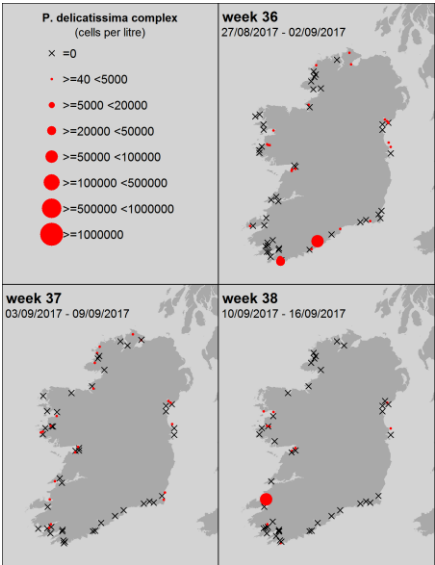 P. delicatissima complex
(cells per litre)
=0
>=40 <5000
>=5000 <20000
>=20000 <50000
>=50000 <100000
>=100000 <500000
>=500000 <1000000
>=1000000
week 36
27/08/2017 - 02/09/2017
week 37
03/09/2017 - 09/09/2017
week 38
10/09/2017 - 16/09/2017